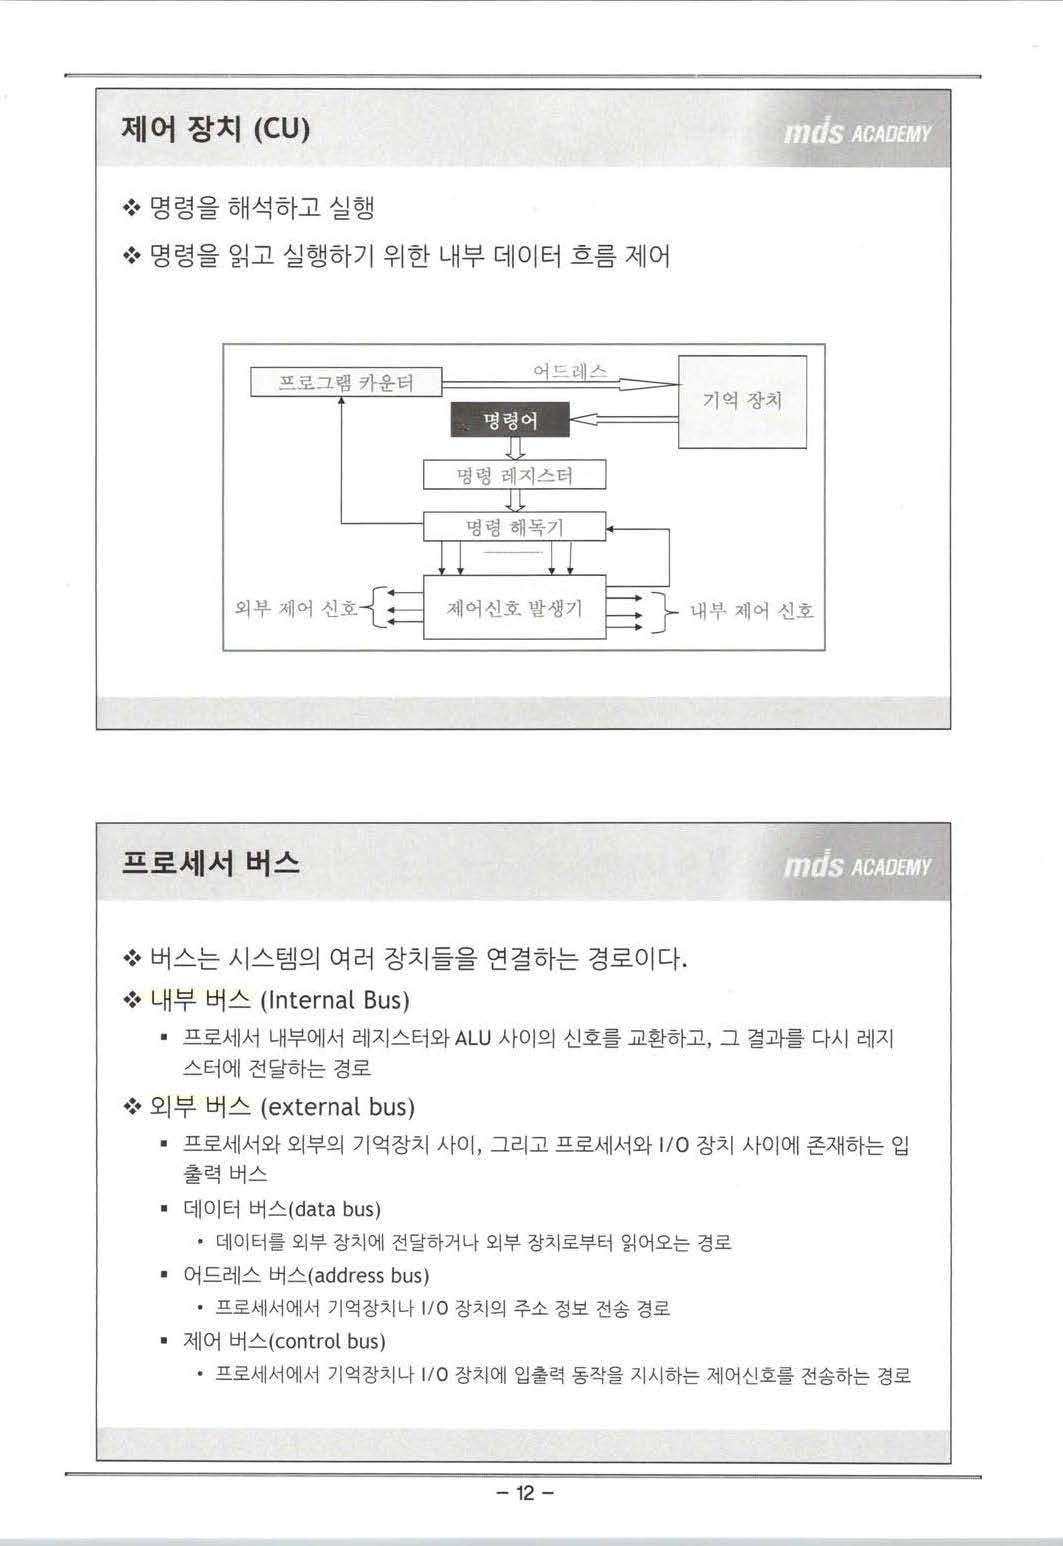 제어 장치 (CU)
mds ACADEMY
❖ 명령을 해석하고 실행
❖ 명령을 읽고 실행하기 위한 내부 데이터 흐름 제어
프로그램 카운터
어드레스
기억 장치
명령어
명령 레지스터
명령 해독기
외부 제어 신호
제어신호 발생기
내부 제어 신호
프로세서 버스
mds ACADEMY
❖ 버스는 시스템의 여러 장치들을 연결하는 경로이다.
❖ 내부 버스 (Internal Bus)
▪ 프로세서 내부에서 레지스터와 ALU 사이의 신호를 교환하고, 그 결과를 다시 레지
스터에 전달하는 경로
❖ 외부 버스 (external bus)
▪ 프로세서와 외부의 기억장치 사이, 그리고 프로세서와 I/O 장치 사이에 존재하는 입
출력 버스
▪ 데이터 버스(data bus)
• 데이터를 외부 장치에 전달하거나 외부 장치로부터 읽어오는 경로
▪ 어드레스 버스(address bus)
• 프로세서에서 기억장치나 I/O 장치의 주소 정보 전송 경로
▪ 제어 버스(control bus)
• 프로세서에서 기억장치나 I/O 장치에 입출력 동작을 지시하는 제어신호를 전송하는 경로
- 12 -